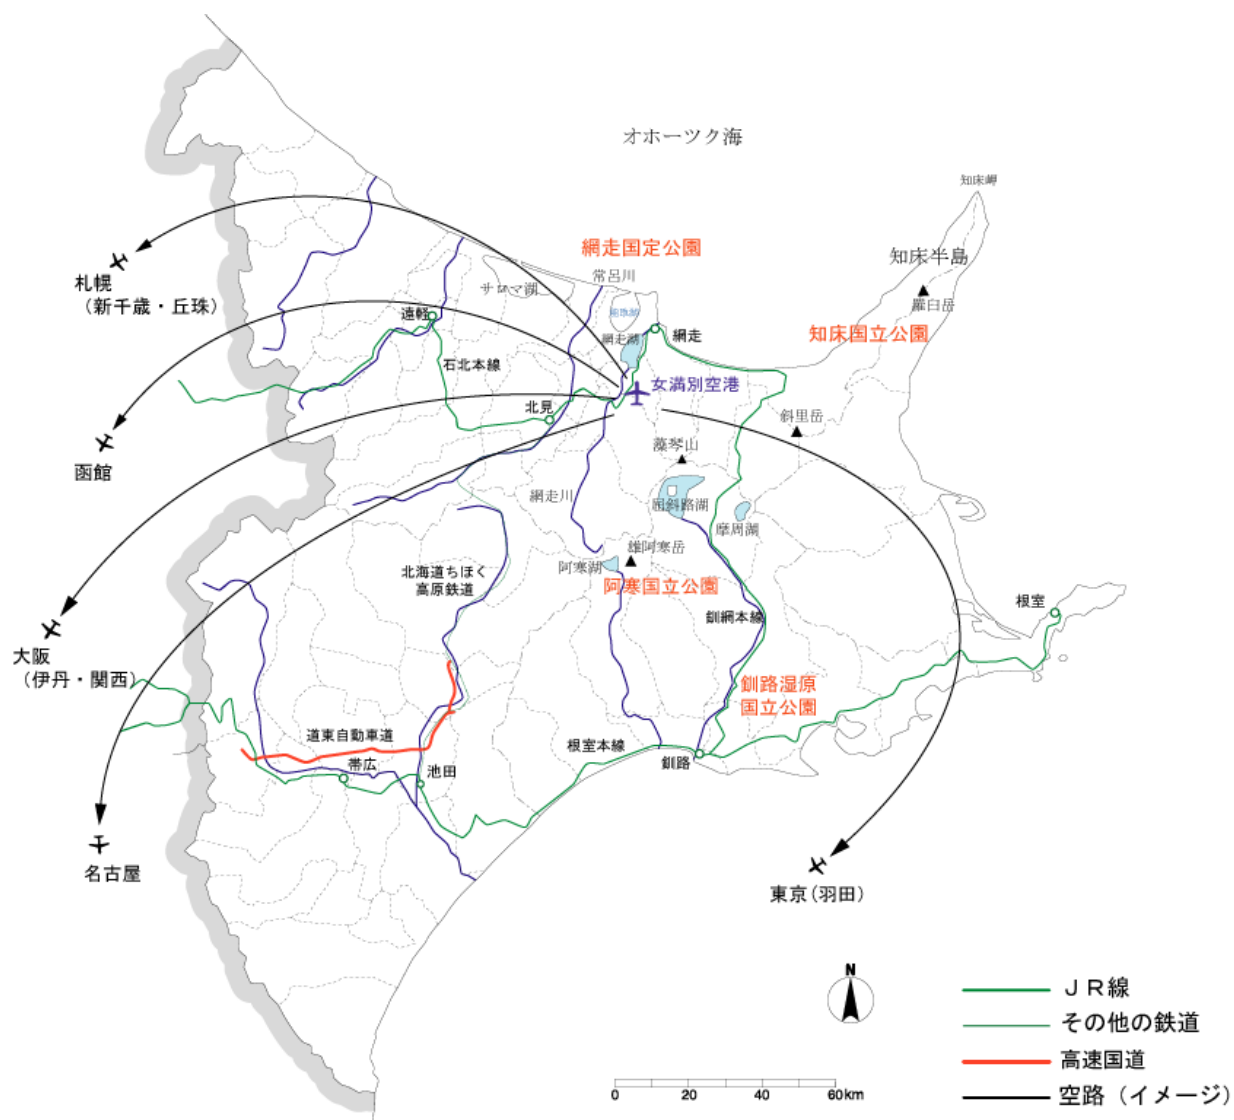 オホーツク海
知床岬
網走国定公園
知床半島
札幌
（新千歳・丘珠）
常呂川
サロマ湖
羅臼岳
遠軽
能取湖
知床国立公園
網走湖
網走
石北本線
女満別空港
北見
斜里岳
函館
藻琴山
網走川
屈斜路湖
摩周湖
雄阿寒岳
阿寒湖
北海道ちほく
高原鉄道
阿寒国立公園
根室
釧網本線
大阪
（伊丹・関西）
釧路湿原
国立公園
道東自動車道
根室本線
帯広
池田
釧路
名古屋
東京（羽田）
N
ＪＲ線
その他の鉄道
高速国道
空路（イメージ）
0 20 40 60km